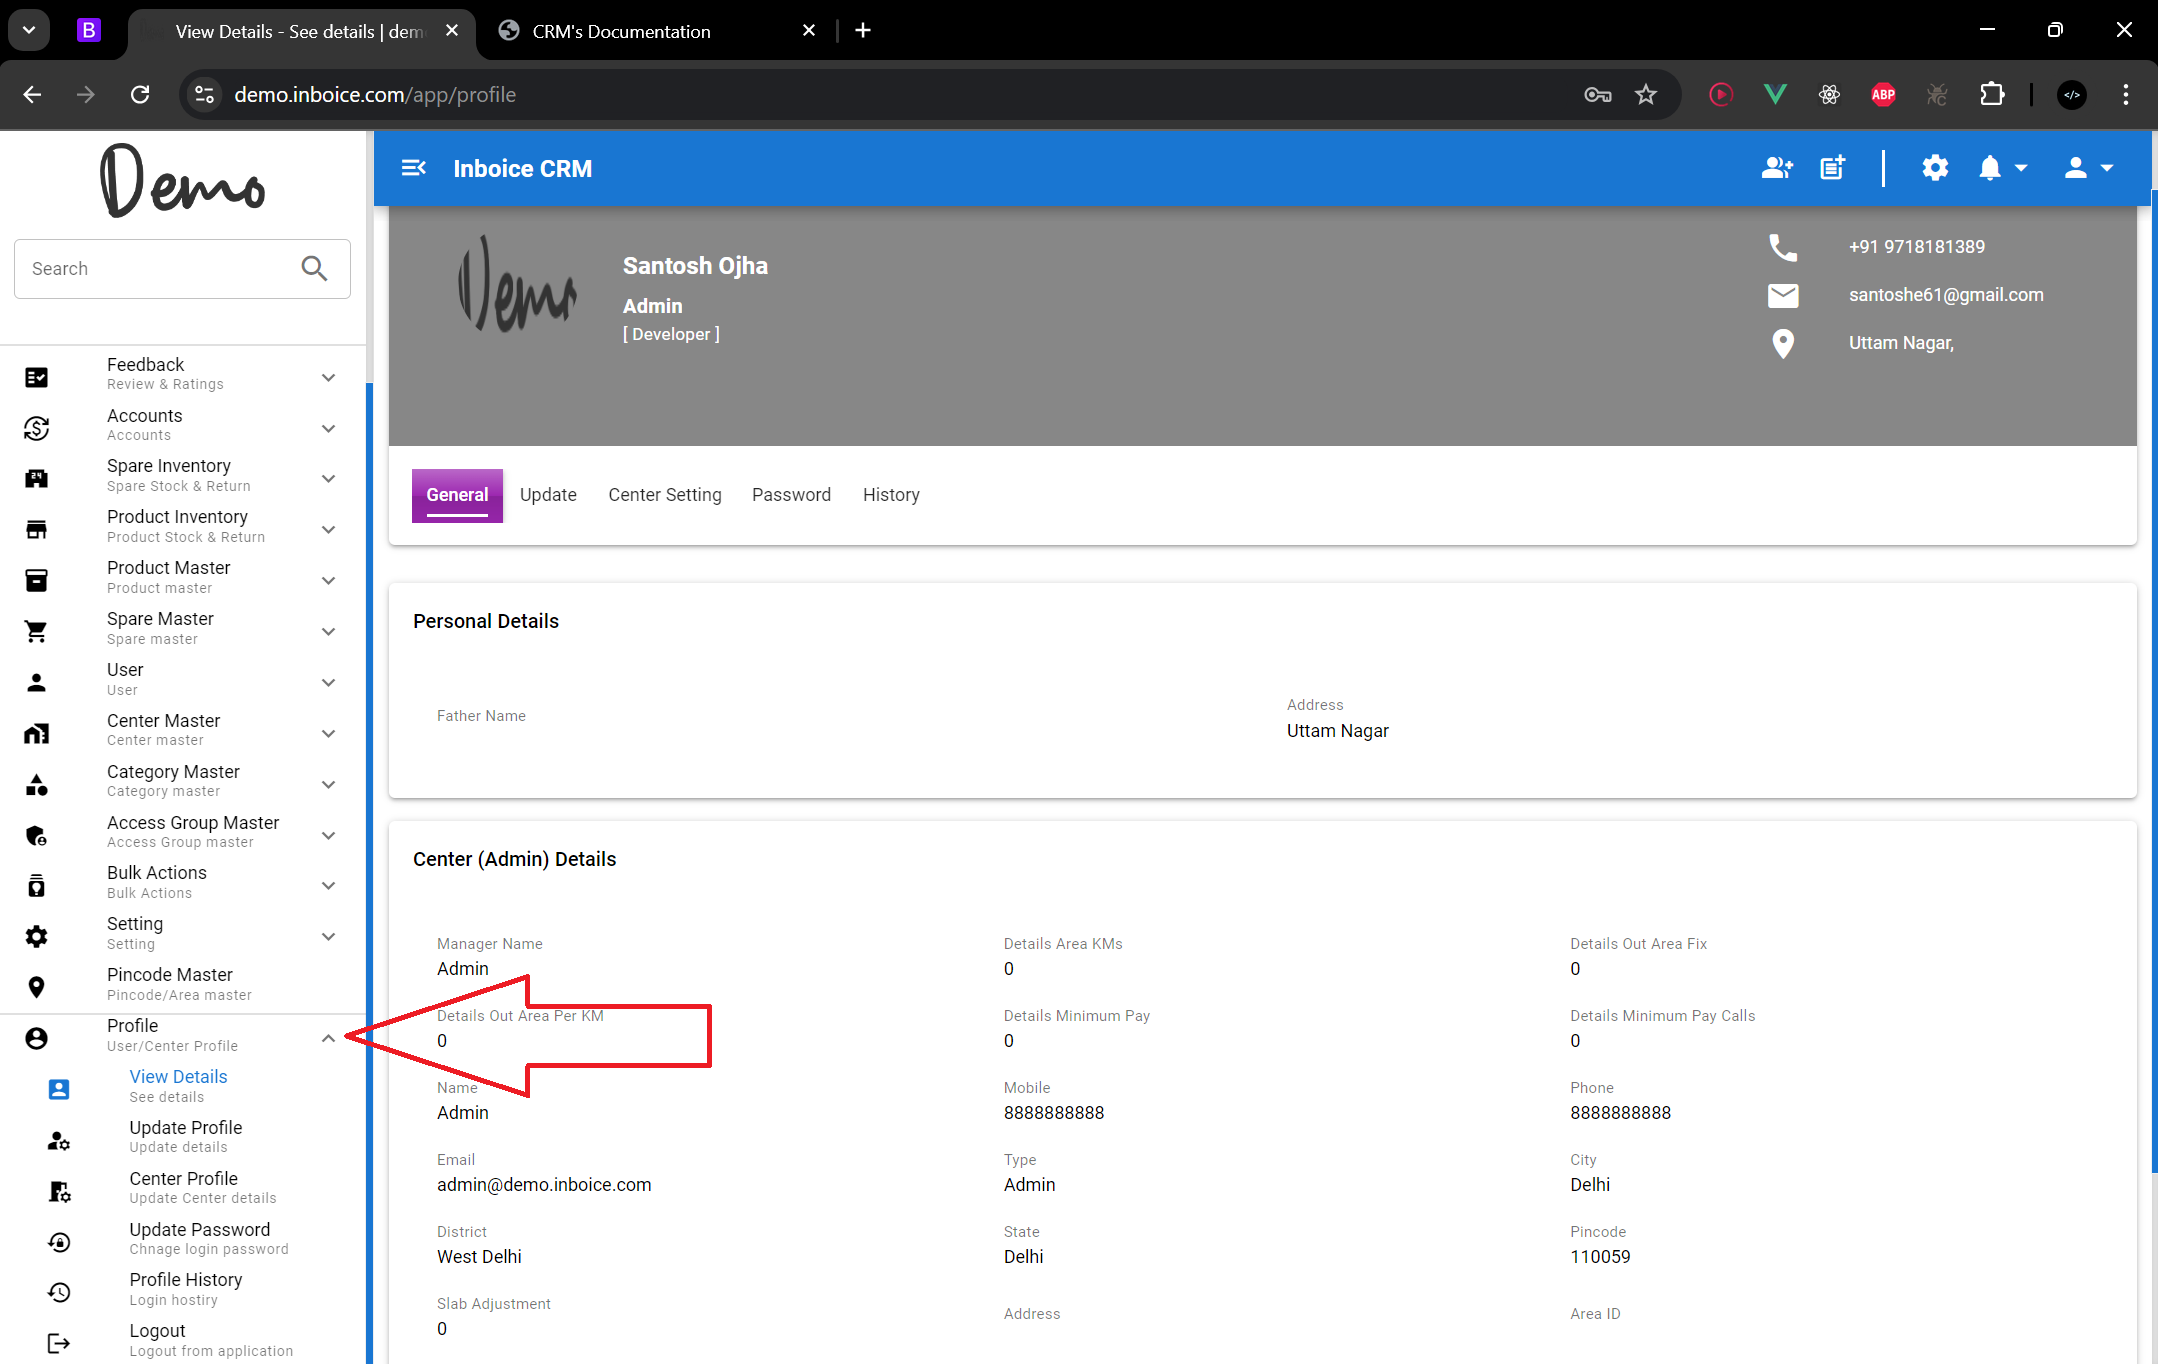 B
View Details - See details | dem
CRM's Documentation
demo.inboice.com/app/profile
ABP
</>
Demo
Inboice CRM
Search
Demo
Santosh Ojha
Admin
[ Developer ]
+91 9718181389
santoshe61@gmail.com
Uttam Nagar,
Feedback
Review & Ratings
Accounts
Accounts
Spare Inventory
Spare Stock & Return
Product Inventory
Product Stock & Return
Product Master
Product master
Spare Master
Spare master
User
User
Center Master
Center master
Category Master
Category master
Access Group Master
Access Group master
Bulk Actions
Bulk Actions
Setting
Setting
Pincode Master
Pincode/Area master
Profile
User/Center Profile
View Details
See details
Update Profile
Update details
Center Profile
Update Center details
Update Password
Chnage login password
Profile History
Login hostiry
Logout
Logout from application
General Update Center Setting Password History
Personal Details
Father Name
Address
Uttam Nagar
Center (Admin) Details
Manager Name
Admin
Details Area KMs
0
Details Out Area Fix
0
Details Out Area Per KM
0
Details Minimum Pay
0
Details Minimum Pay Calls
0
Name
Admin
Mobile
8888888888
Phone
8888888888
Email
admin@demo.inboice.com
Type
Admin
City
Delhi
District
West Delhi
State
Delhi
Pincode
110059
Slab Adjustment
0
Address
Area ID